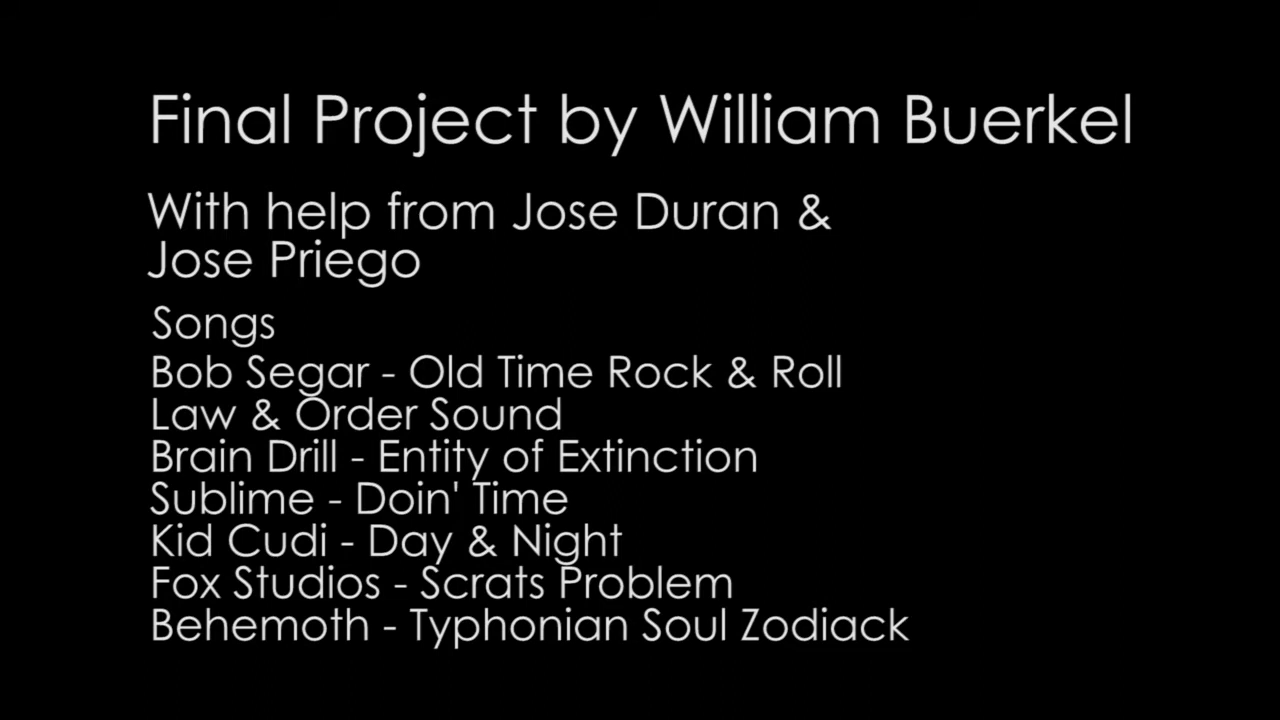 Final Project by William Buerkel
With help from Jose Duran &
Jose Priego
Songs
Bob Segar - Old Time Rock & Roll
Law & Order Sound
Brain Drill - Entity of Extinction
Sublime - Doin' Time
Kid Cudi - Day & Night
Fox Studios - Scrats Problem
Behemoth - Typhonian Soul Zodiack